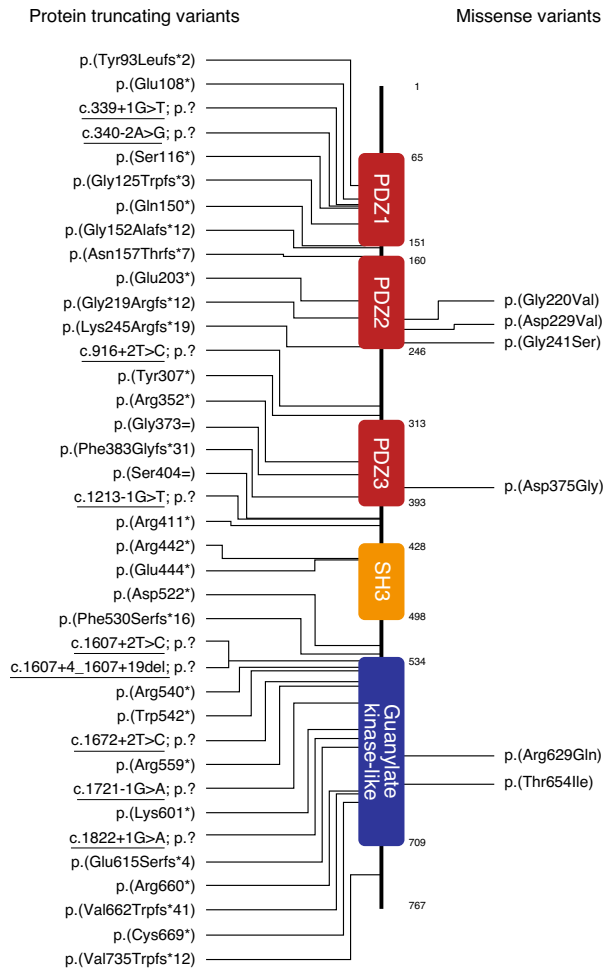 Protein truncating variants
Missense variants
p.(Tyr93Leufs*2)
p.(Glu108*)
c.339+1G>T; p.?
c.340-2A>G; p.?
p.(Ser116*)
p.(Gly125Trpfs*3)
p.(Gln150*)
p.(Gly152Alafs*12)
p.(Asn157Thrfs*7)
p.(Glu203*)
p.(Gly219Argfs*12)
p.(Lys245Argfs*19)
c.916+2T>C; p.?
p.(Tyr307*)
p.(Arg352*)
p.(Gly373=)
p.(Phe383Glyfs*31)
p.(Ser404=)
c.1213-1G>T; p.?
p.(Arg411*)
p.(Arg442*)
p.(Glu444*)
p.(Asp522*)
p.(Phe530Serfs*16)
c.1607+2T>C; p.?
c.1607+4_1607+19del; p.?
p.(Arg540*)
p.(Trp542*)
c.1672+2T>C; p.?
p.(Arg559*)
c.1721-1G>A; p.?
p.(Lys601*)
c.1822+1G>A; p.?
p.(Glu615Serfs*4)
p.(Arg660*)
p.(Val662Trpfs*41)
p.(Cys669*)
p.(Val735Trpfs*12)
PDZ1
PDZ2
PDZ3
SH3
Guanylate
kinase-like
1
65
151
160
246
313
393
428
498
534
709
767
p.(Gly220Val)
p.(Asp229Val)
p.(Gly241Ser)
p.(Asp375Gly)
p.(Arg629Gln)
p.(Thr654Ile)